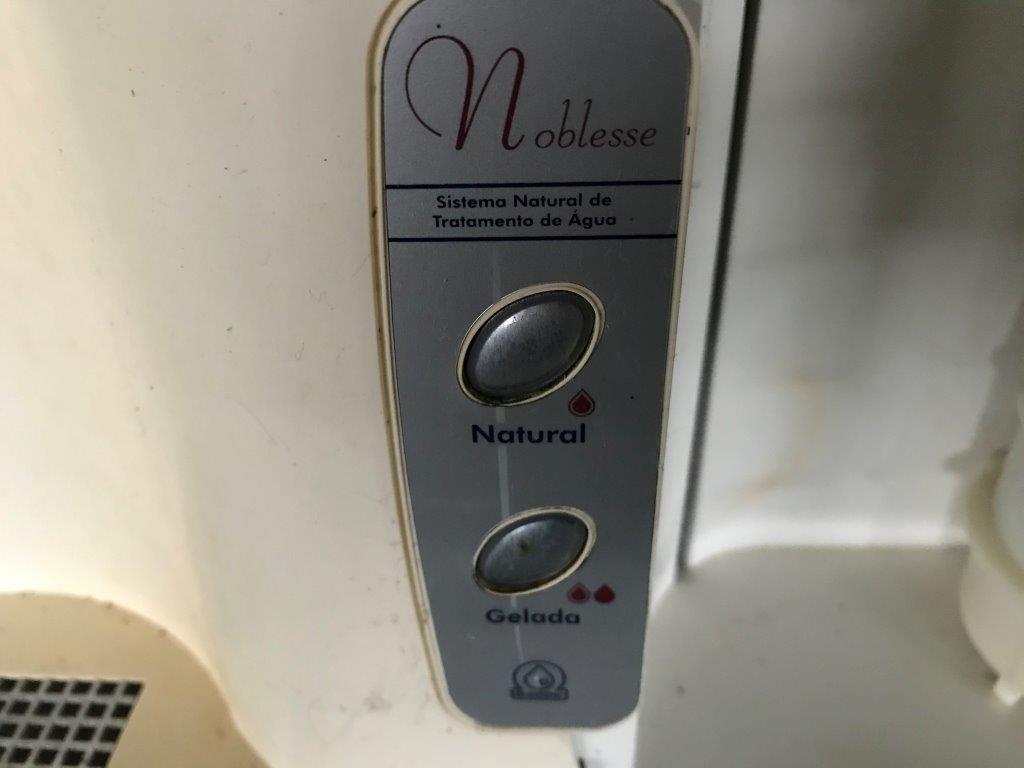 Noblesse
Sistema Natural de
Tratamento de Água
Natural
Gelada